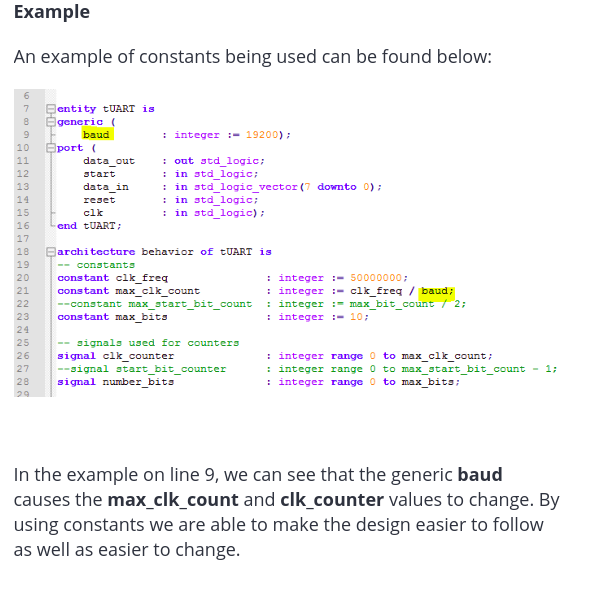 Example
An example of constants being used can be found below:
6
7 entity tUART is
8 generic (
9 baud : integer := 19200);
10 port (
11 data_out : out std_logic;
12 start : in std_logic;
13 data_in : in std_logic_vector(7 downto 0);
14 reset : in std_logic;
15 clk : in std_logic);
16 end tUART;
17
18 architecture behavior of tUART is
19 -- constants
20 constant clk_freq : integer := 50000000;
21 constant max_clk_count : integer := clk_freq / baud;
22 --constant max_start_bit_count : integer := max_bit_count / 2;
23 constant max_bits : integer := 10;
24
25 -- signals used for counters
26 signal clk_counter : integer range 0 to max_clk_count;
27 --signal start_bit_counter : integer range 0 to max_start_bit_count - 1;
28 signal number_bits : integer range 0 to max_bits;
29
In the example on line 9, we can see that the generic baud
causes the max_clk_count and clk_counter values to change. By
using constants we are able to make the design easier to follow
as well as easier to change.